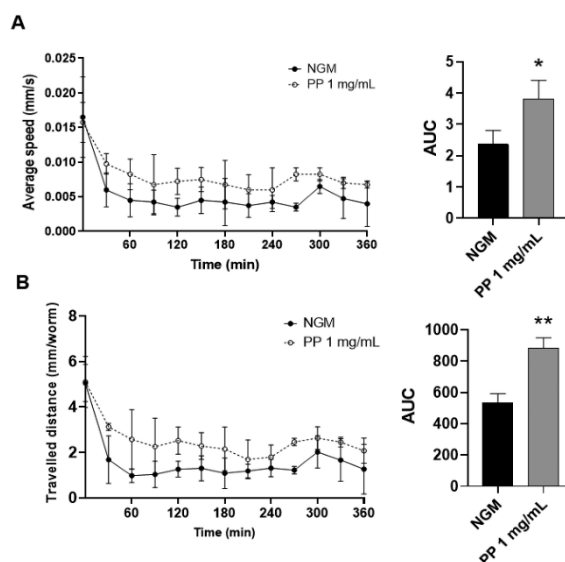 A
NGM
PP 1 mg/mL
Average speed (mm/s)
0.025
0.020
0.015
0.010
0.005
0.000
60 120 180 240 300 360
Time (min)
AUC
5
4
3
2
1
0
*
NGM
PP 1 mg/mL
B
NGM
PP 1 mg/mL
Travelled distance (mm/worm)
8
6
4
2
0
60 120 180 240 300 360
Time (min)
AUC
1000
800
600
400
200
0
**
NGM
PP 1 mg/mL